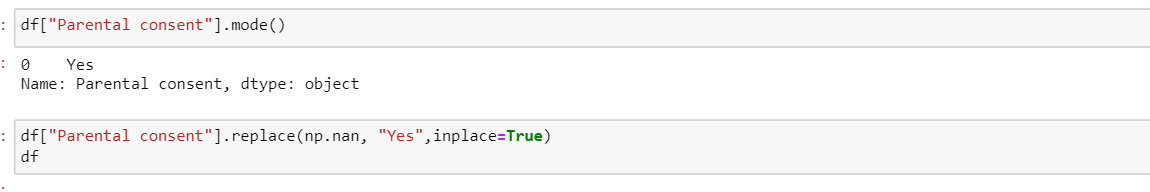 : df["Parental consent"].mode()
: 0    Yes
Name: Parental consent, dtype: object
: df["Parental consent"].replace(np.nan, "Yes",inplace=True)
df